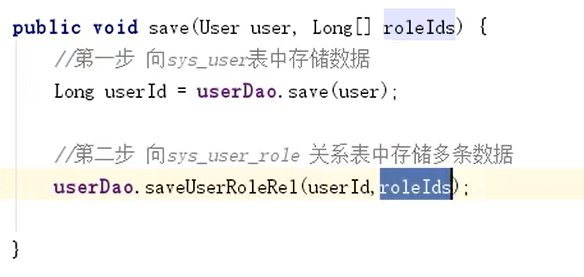 public void save(User user, Long[] roleIds) {
//第一步 向sys_user表中存储数据
Long userId = userDao.save(user);
//第二步 向sys_user_role 关系表中存储多条数据
userDao.saveUserRoleRel(userId,roleIds);
}